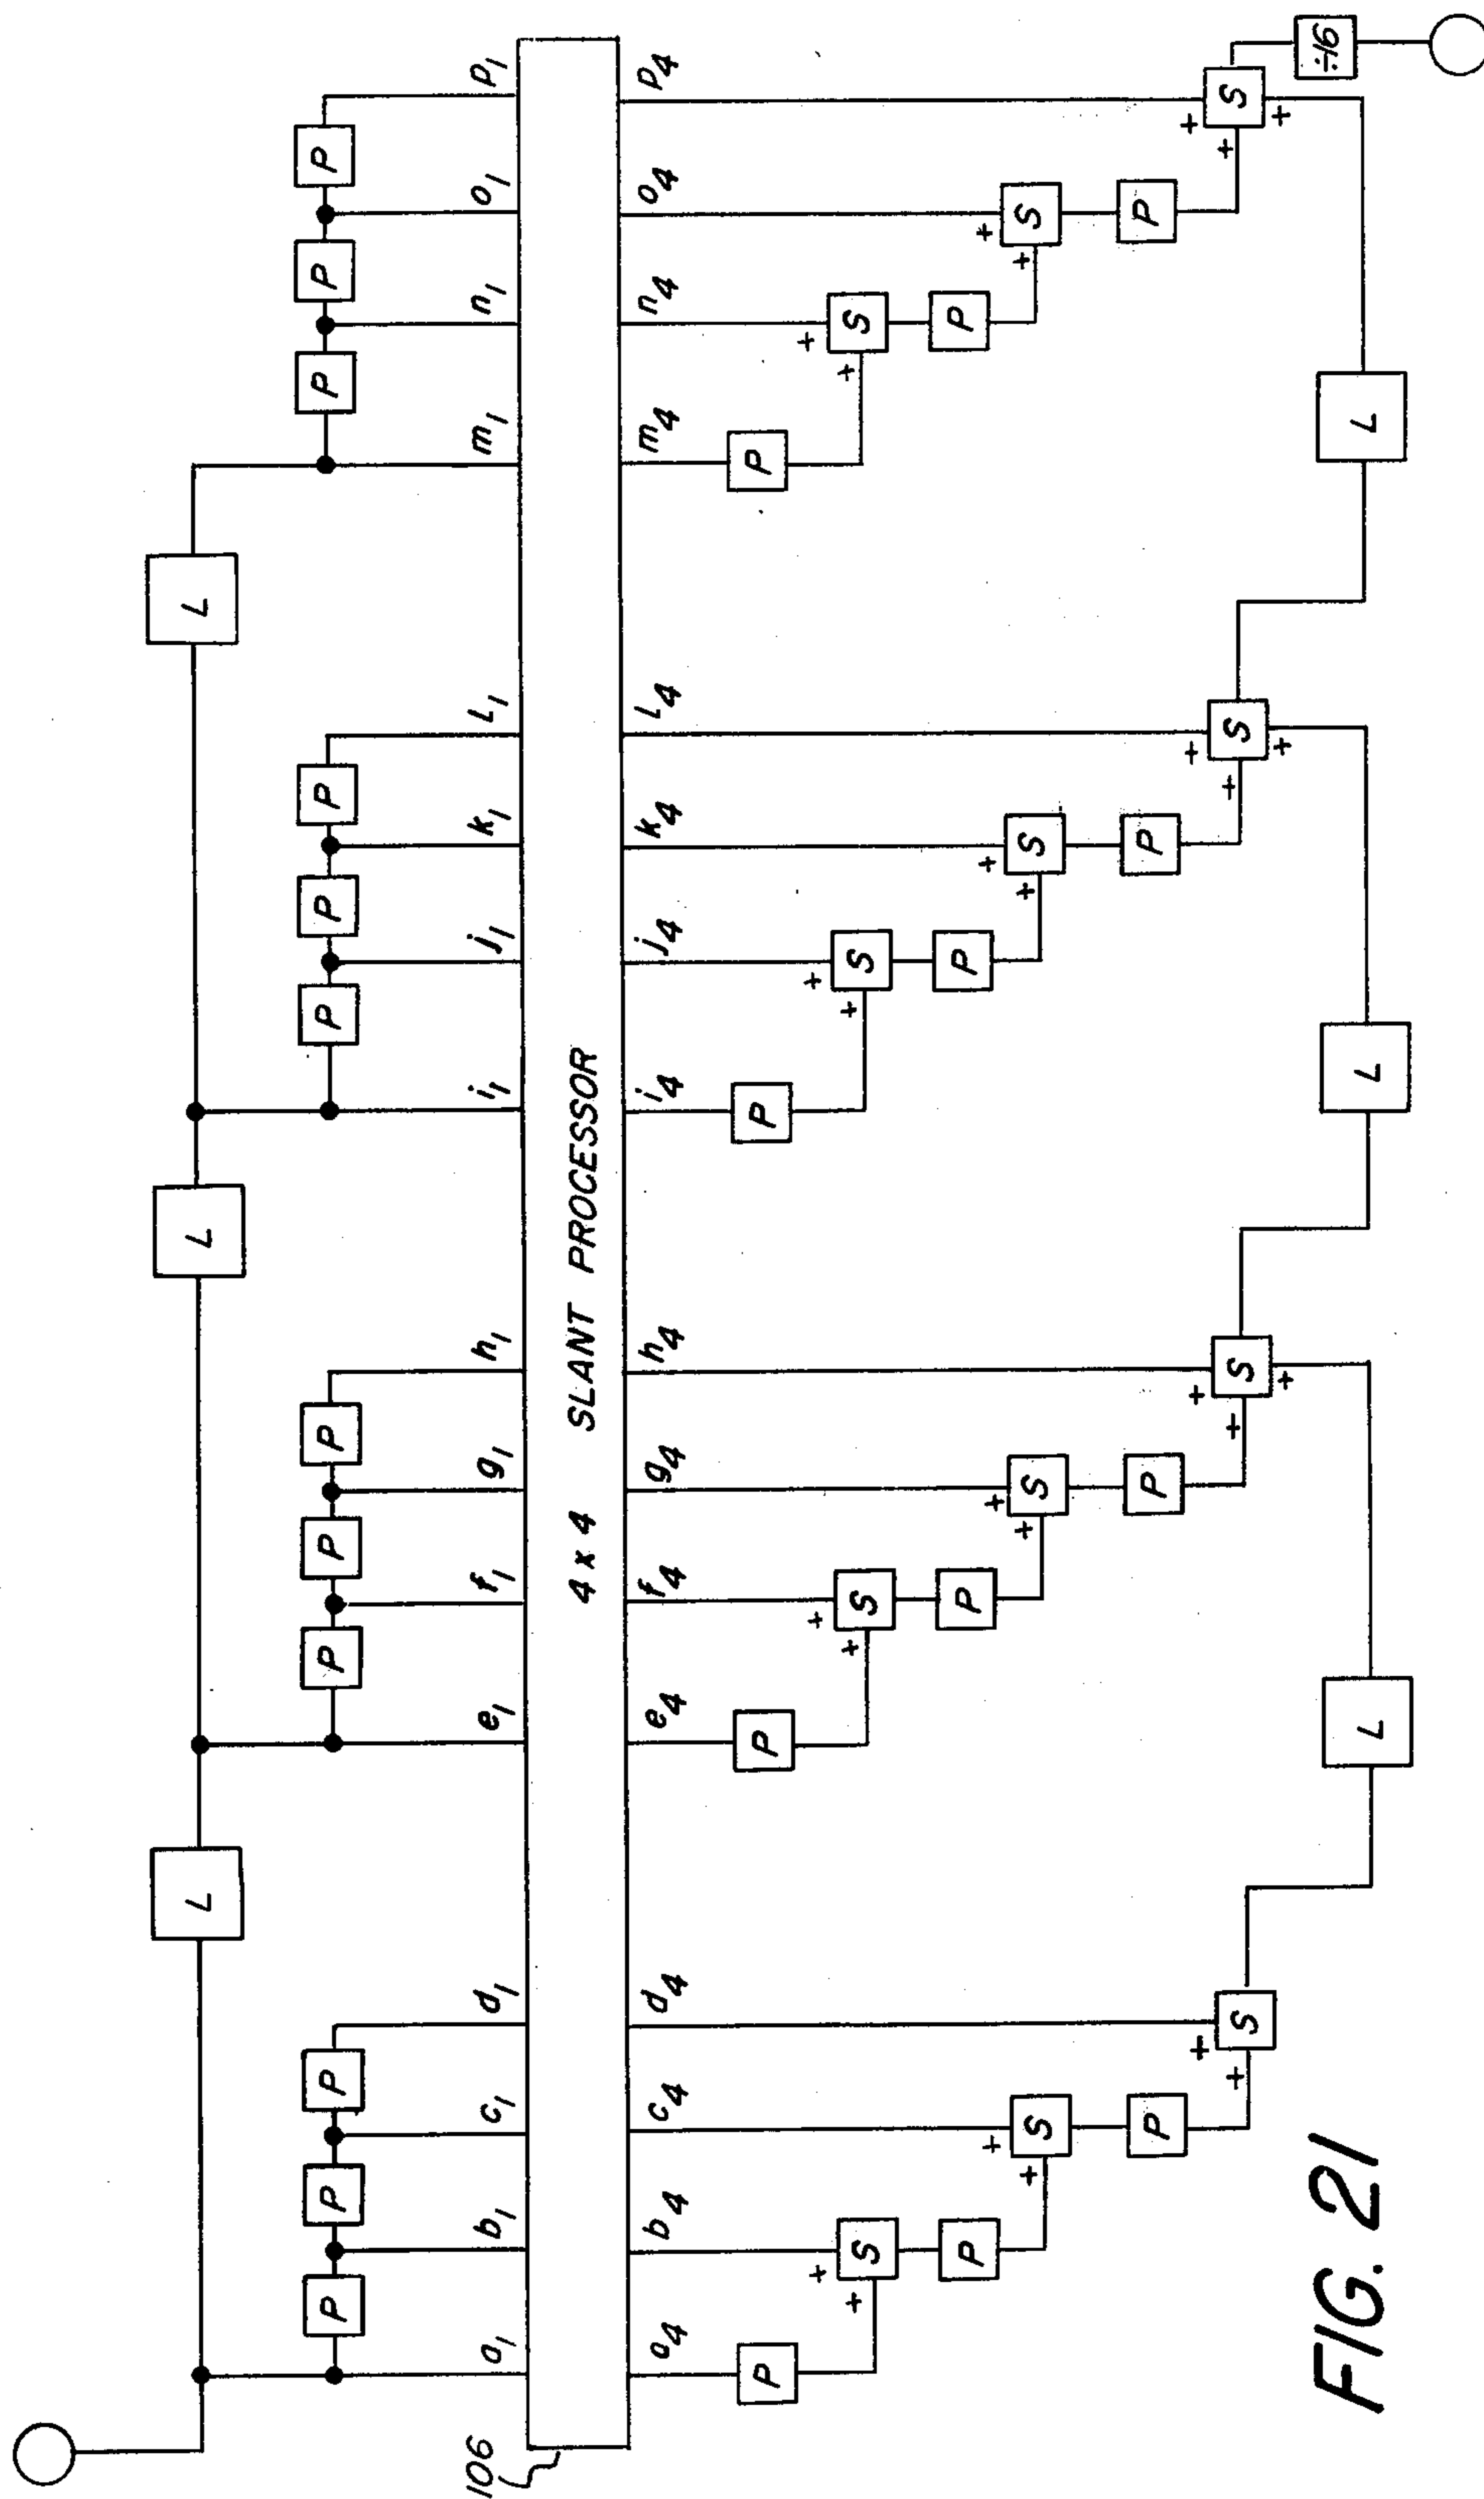 L L L
P P P P P P P P P P P P
a1 b1 c1 d1 e1 f1 g1 h1 i1 j1 k1 L1 m1 n1 o1 p1
106
4 x 4 SLANT PROCESSOR
a4 b4 c4 d4 e4 f4 g4 h4 i4 j4 k4 L4 m4 n4 o4 p4
P P P P
+ + + +
+ S + S + S + S
P P P P
+ + + +
+ S + S + S + S
P P P P
+ + + +
+ S + S + S + S
+ + +
÷16
L L L
FIG. 21